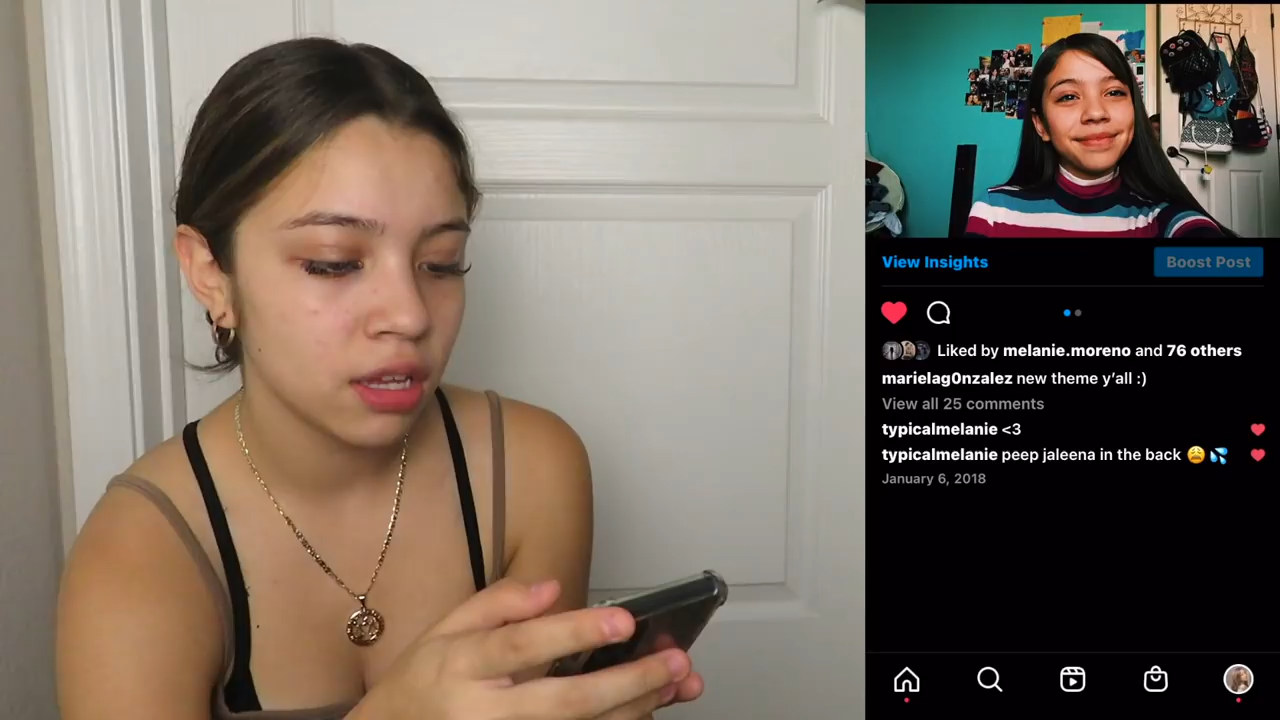 View Insights
Boost Post
Liked by melanie.moreno and 76 others
marielag0nzalez new theme y’all :)
View all 25 comments
typicalmelanie <3
typicalmelanie peep jaleena in the back 😩💦
January 6, 2018